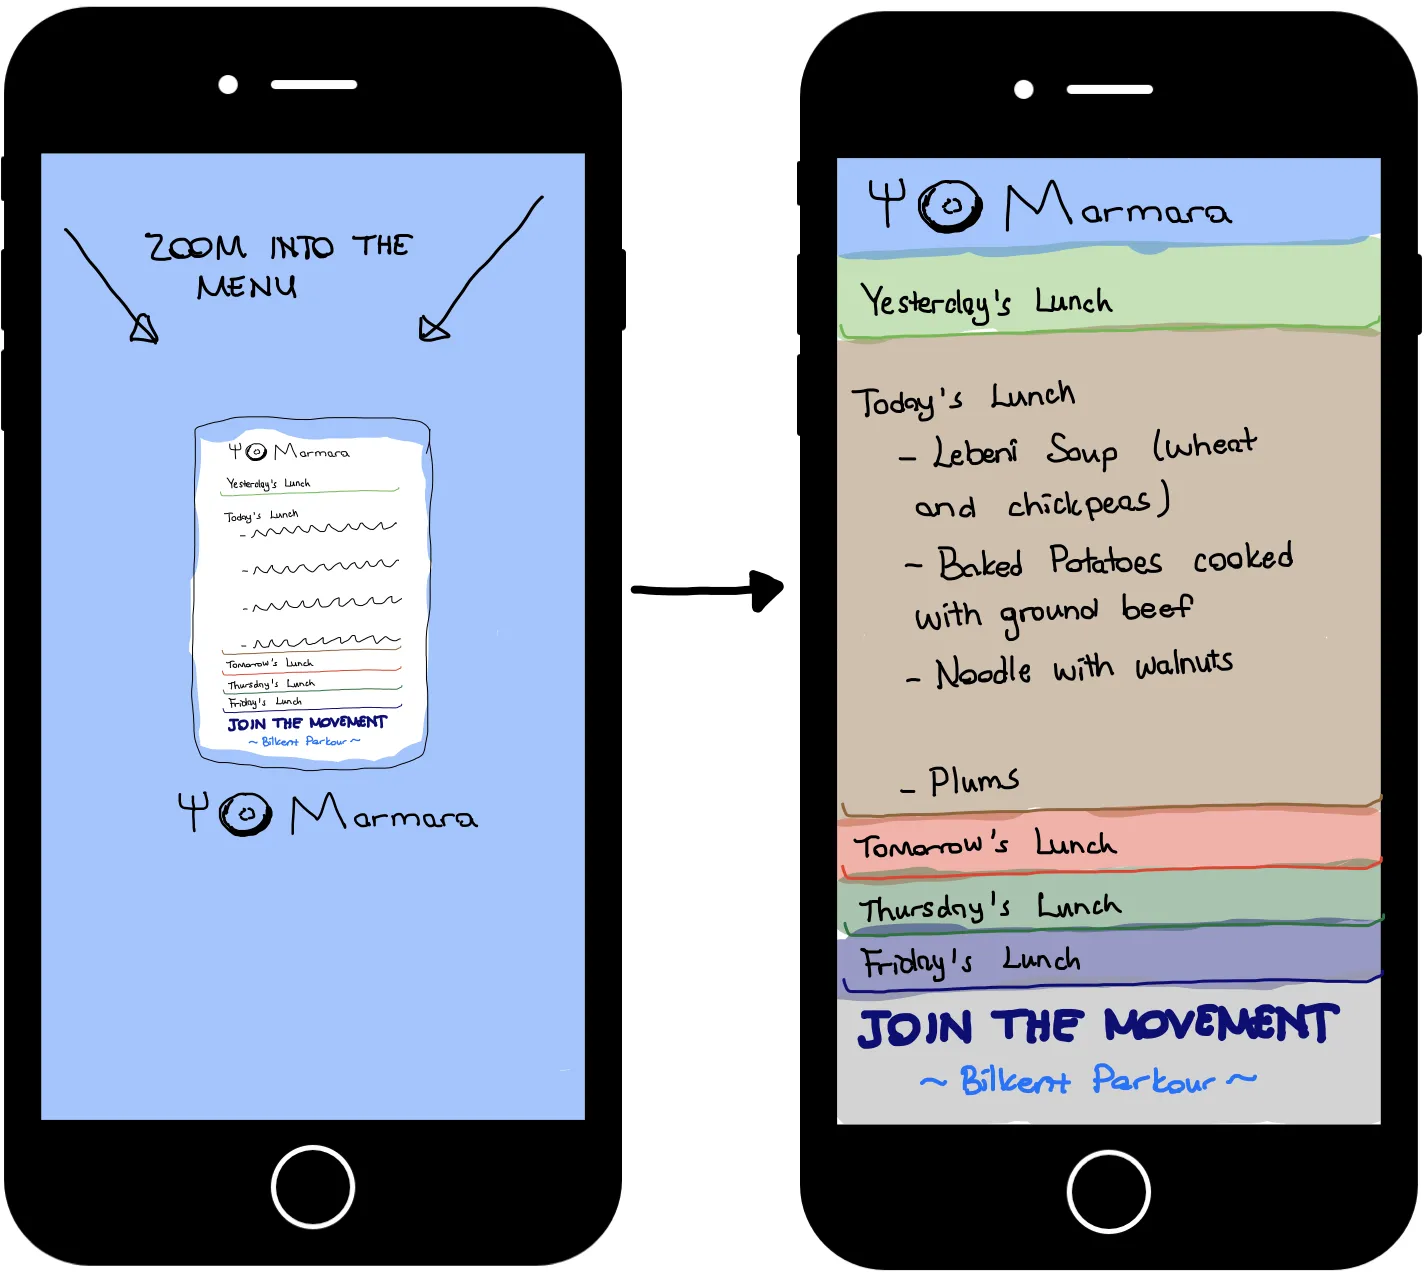 ZOOM INTO THE
MENU
Marmara
Yesterday's Lunch
Today's Lunch
Tomorrow's Lunch
Thursday's Lunch
Friday's Lunch
JOIN THE MOVEMENT
~ Bilkent Parkour ~
Marmara
Marmara
Yesterday's Lunch
Today's Lunch
- Lebeni Soup (wheat
and chickpeas)
- Baked Potatoes cooked
with ground beef
- Noodle with walnuts
- Plums
Tomorrow's Lunch
Thursday's Lunch
Friday's Lunch
JOIN THE MOVEMENT
~ Bilkent Parkour ~